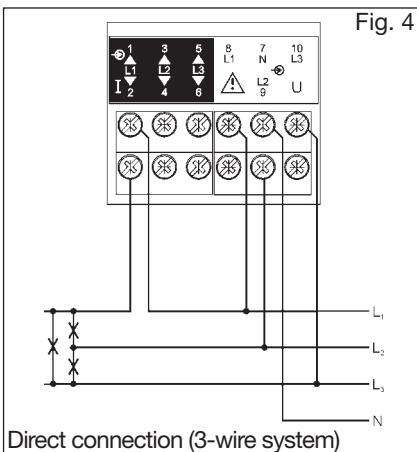 Fig. 4
1 3 5 8 7 10
L1 N L3
L1 L2 L3
L2
I 2 4 6 9 U
L1
L2
L3
N
Direct connection (3-wire system)